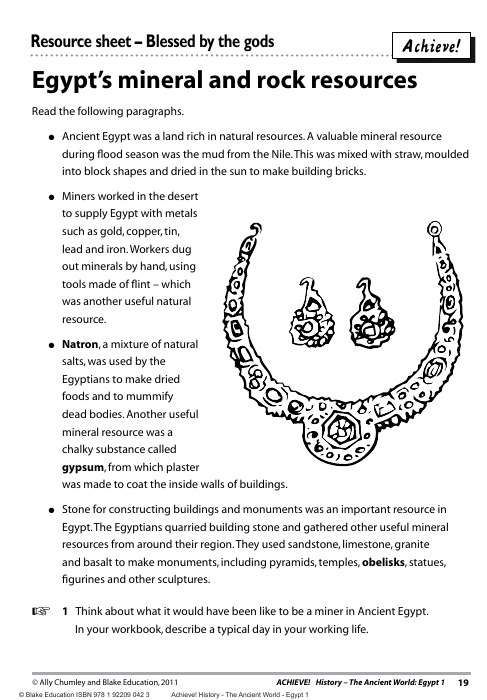 Resource sheet – Blessed by the gods
Achieve!
Egypt's mineral and rock resources
Read the following paragraphs.
● Ancient Egypt was a land rich in natural resources. A valuable mineral resource
during flood season was the mud from the Nile. This was mixed with straw, moulded
into block shapes and dried in the sun to make building bricks.
● Miners worked in the desert
to supply Egypt with metals
such as gold, copper, tin,
lead and iron. Workers dug
out minerals by hand, using
tools made of flint – which
was another useful natural
resource.
● Natron, a mixture of natural
salts, was used by the
Egyptians to make dried
foods and to mummify
dead bodies. Another useful
mineral resource was a
chalky substance called
gypsum, from which plaster
was made to coat the inside walls of buildings.
● Stone for constructing buildings and monuments was an important resource in
Egypt. The Egyptians quarried building stone and gathered other useful mineral
resources from around their region. They used sandstone, limestone, granite
and basalt to make monuments, including pyramids, temples, obelisks, statues,
figurines and other sculptures.
☞ 1 Think about what it would have been like to be a miner in Ancient Egypt.
In your workbook, describe a typical day in your working life.
© Ally Chumley and Blake Education, 2011 ACHIEVE! History – The Ancient World: Egypt 1 19
© Blake Education ISBN 978 1 92209 042 3 Achieve! History - The Ancient World - Egypt 1